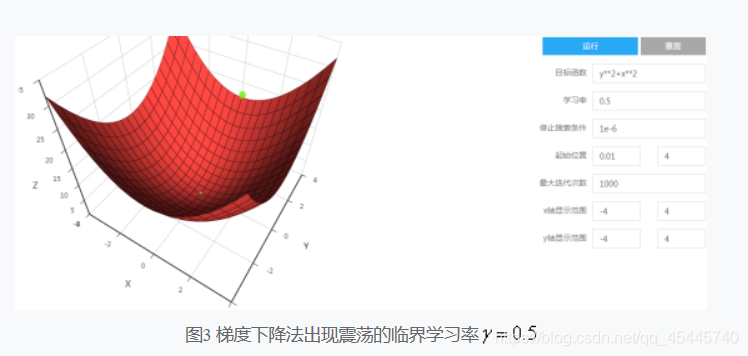 运行
重置
目标函数 y**2+x**2
学习率 0.5
停止搜索条件 1e-6
起始位置 0.01 4
最大迭代次数 1000
x轴显示范围 -4 4
y轴显示范围 -4 4
30
25
20
15
10
5
Z
-2
0
2
X
4
2
0
-2
Y
图3 梯度下降法出现震荡的临界学习率 γ = 0.5
https://blog.csdn.net/qq_45445740